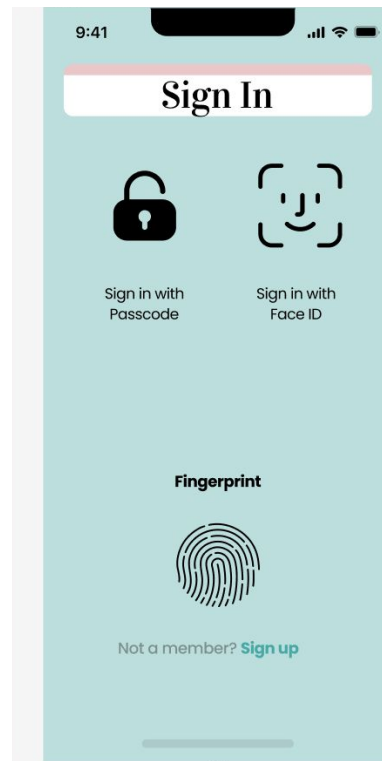 9:41
Sign In
Sign in with
Passcode
Sign in with
Face ID
Fingerprint
Not a member? Sign up